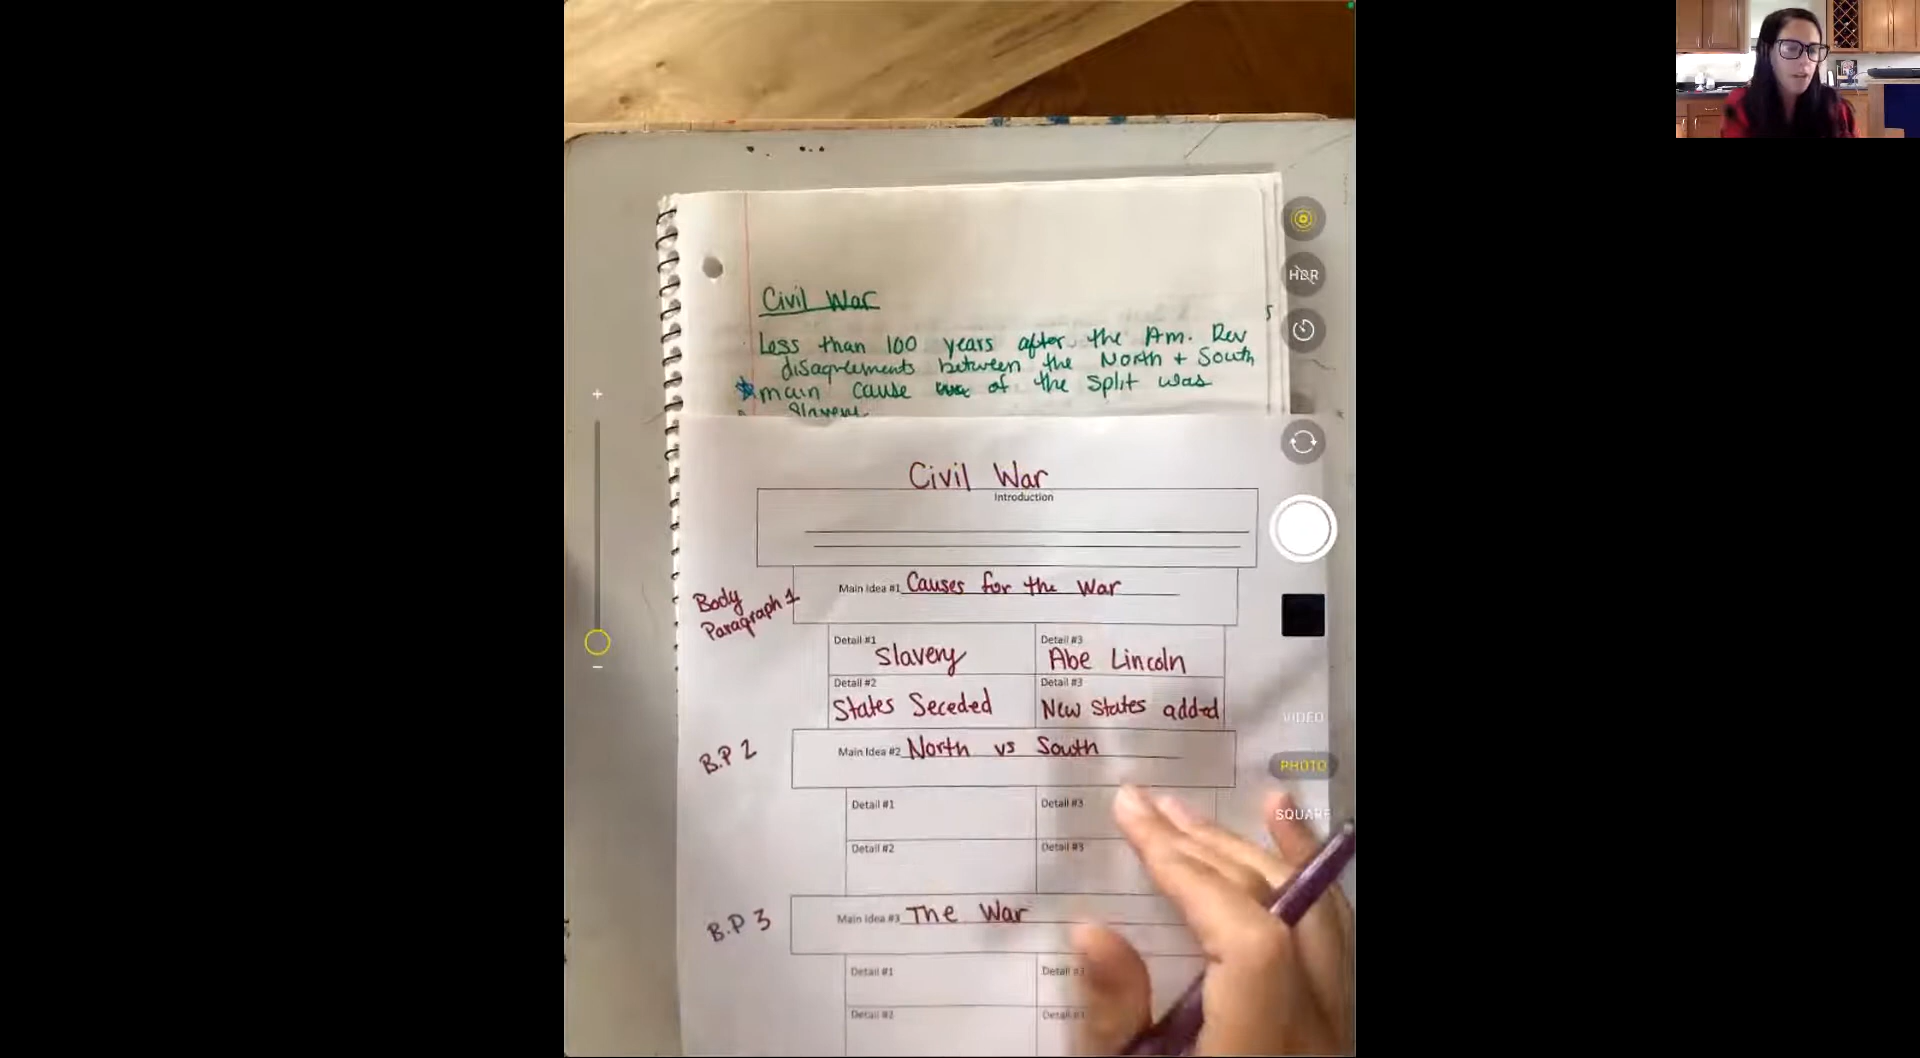 Civil War
Less than 100 years after the Am. Rev
disagreements between the North + South
main cause of the split was
Slavery
HDR
Civil War
Introduction
Body
Paragraph 1
Main Idea #1 Causes for the War
Detail #1
Slavery
Detail #3
Abe Lincoln
Detail #2
States Seceded
Detail #3
New States added
VIDEO
B.P 2
Main Idea #2 North vs South
PHOTO
Detail #1
Detail #3
SQUARE
Detail #2
Detail #3
B.P 3
Main Idea #3 The War
Detail #1
Detail #3
Detail #2